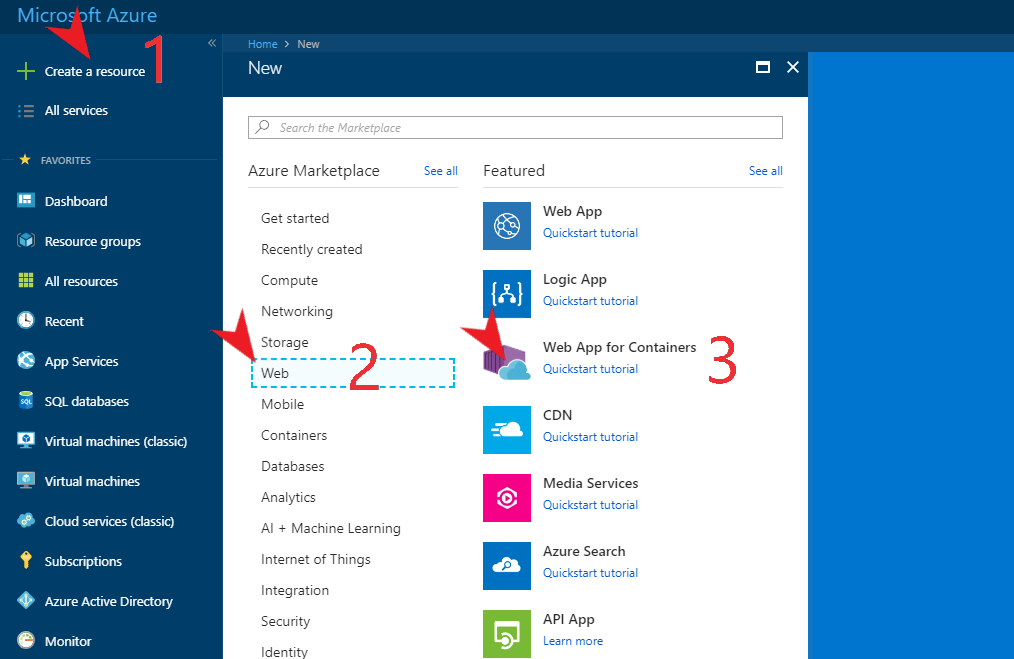 Microsoft Azure
1
«
Create a resource
All services
FAVORITES
Dashboard
Resource groups
All resources
Recent
App Services
SQL databases
Virtual machines (classic)
Virtual machines
Cloud services (classic)
Subscriptions
Azure Active Directory
Monitor
Home > New
New
Search the Marketplace
Azure Marketplace See all
Get started
Recently created
Compute
Networking
Storage
Web 2
Mobile
Containers
Databases
Analytics
AI + Machine Learning
Internet of Things
Integration
Security
Identity
Featured See all
Web App
Quickstart tutorial
Logic App
Quickstart tutorial
Web App for Containers
Quickstart tutorial
3
CDN
Quickstart tutorial
Media Services
Quickstart tutorial
Azure Search
Quickstart tutorial
API App
Learn more